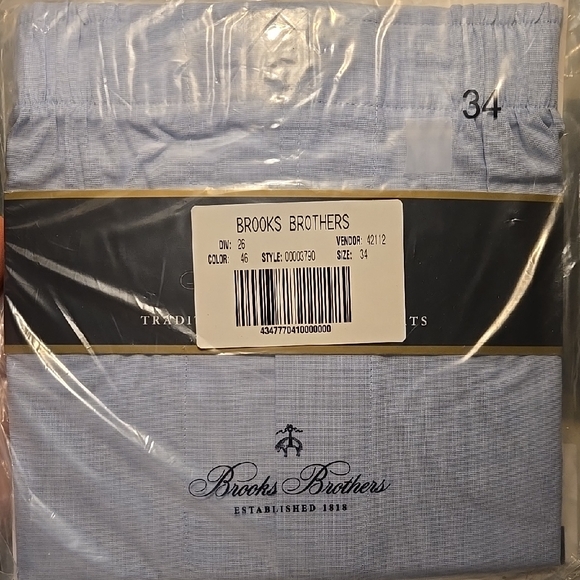 34
BROOKS BROTHERS
DIV: 26 VENDOR: 42112
COLOR: 46 STYLE: 00003790 SIZE: 34
4347770410000000
TRADI TS
Brooks Brothers
ESTABLISHED 1818